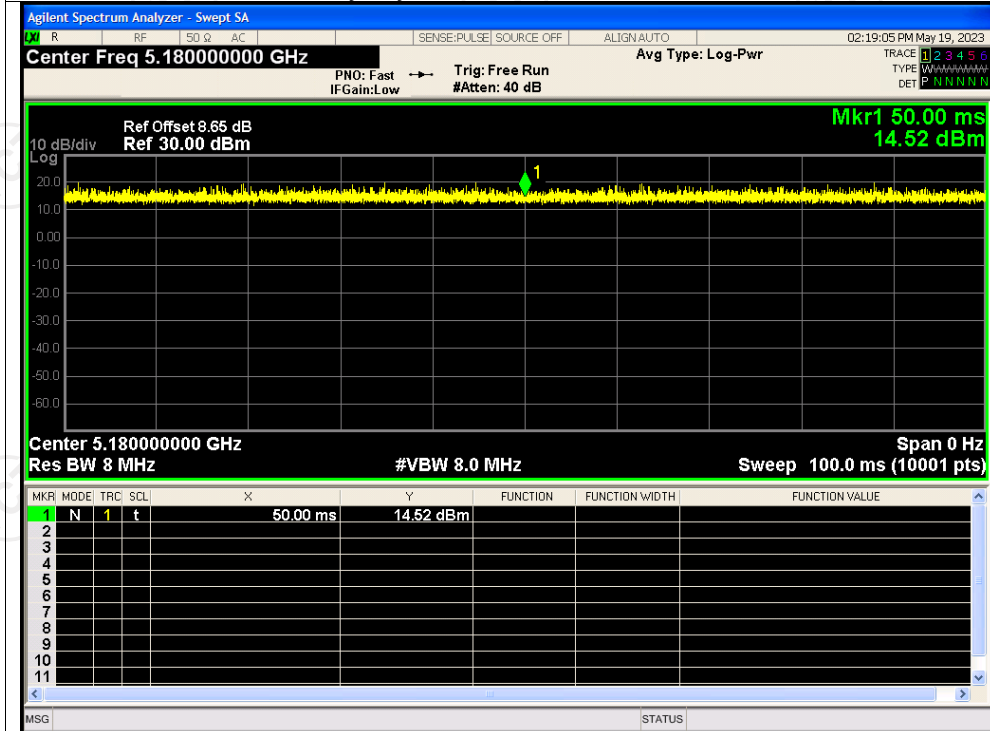 Agilent Spectrum Analyzer - Swept SA
LXI R RF 50 Ω AC SENSE:PULSE SOURCE OFF ALIGN AUTO 02:19:05 PM May 19, 2023
Center Freq 5.180000000 GHz Avg Type: Log-Pwr TRACE 1 2 3 4 5 6
PNO: Fast Trig: Free Run TYPE WWWWWW
IFGain:Low #Atten: 40 dB DET P N N N N N
Mkr1 50.00 ms
Ref Offset 8.65 dB
10 dB/div Ref 30.00 dBm 14.52 dBm
Log
1
20.0
10.0
0.00
-10.0
-20.0
-30.0
-40.0
-50.0
-60.0
Center 5.180000000 GHz Span 0 Hz
Res BW 8 MHz #VBW 8.0 MHz Sweep 100.0 ms (10001 pts)
MKR MODE TRC SCL X Y FUNCTION FUNCTION WIDTH FUNCTION VALUE
1 N 1 t 50.00 ms 14.52 dBm
2
3
4
5
6
7
8
9
10
11
MSG STATUS